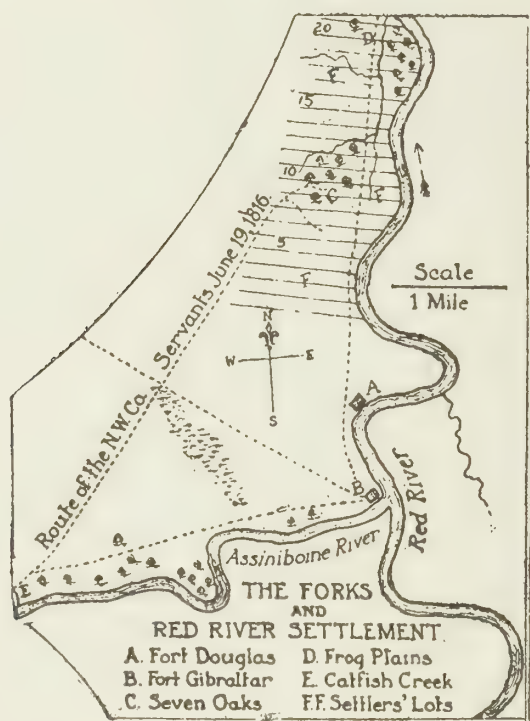 20
D
F
15
10
C
F
5
F
Route of the N.W.Co. Servants June 19, 1816.
Scale
1 Mile
N
W E
S
A
B
Red River
Assiniboine River
E
THE FORKS
AND
RED RIVER SETTLEMENT.
A. Fort Douglas D. Frog Plains
B. Fort Gibraltar E. Catfish Creek
C. Seven Oaks F.F. Settlers' Lots